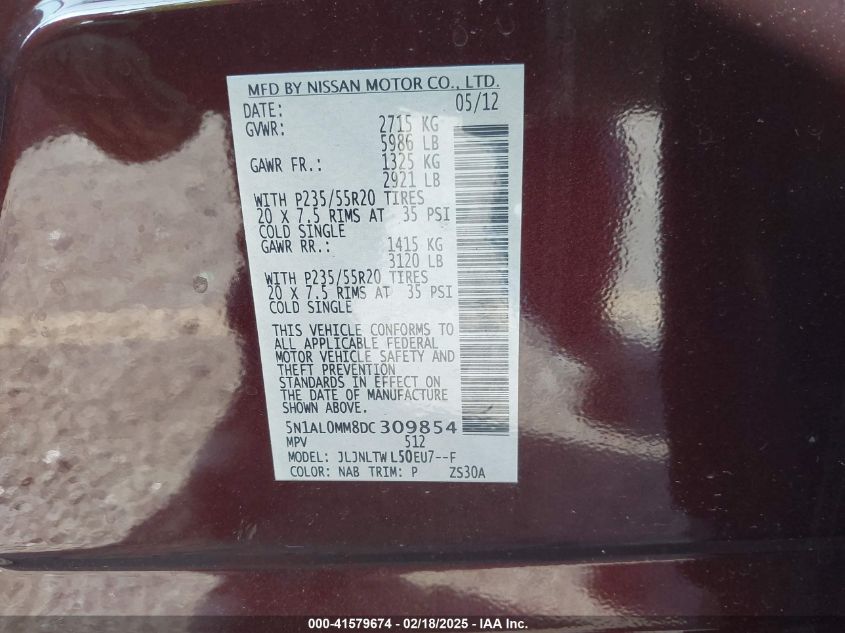 MFD BY NISSAN MOTOR CO., LTD.
DATE: 05/12
GVWR: 2715 KG
5986 LB
GAWR FR.: 1325 KG
2921 LB
WITH P235/55R20 TIRES
20 X 7.5 RIMS AT 35 PSI
COLD SINGLE
GAWR RR.: 1415 KG
3120 LB
WITH P235/55R20 TIRES
20 X 7.5 RIMS AT 35 PSI
COLD SINGLE
THIS VEHICLE CONFORMS TO
ALL APPLICABLE FEDERAL
MOTOR VEHICLE SAFETY AND
THEFT PREVENTION
STANDARDS IN EFFECT ON
THE DATE OF MANUFACTURE
SHOWN ABOVE.
5N1AL0MM8DC309854
MPV 512
MODEL: JLJNLTWL50EU7--F
COLOR: NAB TRIM: P ZS30A
000-41579674 - 02/18/2025 - IAA Inc.